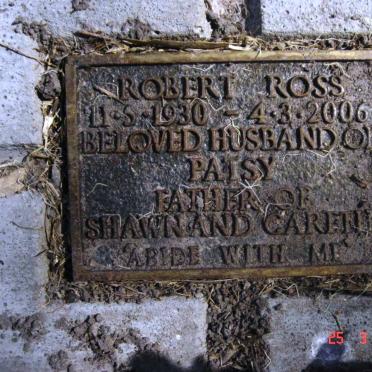 ROBERT ROSS
11·5·1930 - 4·3·2006
BELOVED HUSBAND OF
PATSY
FATHER OF
SHAWN AND
ABIDE WITH ME
25 3